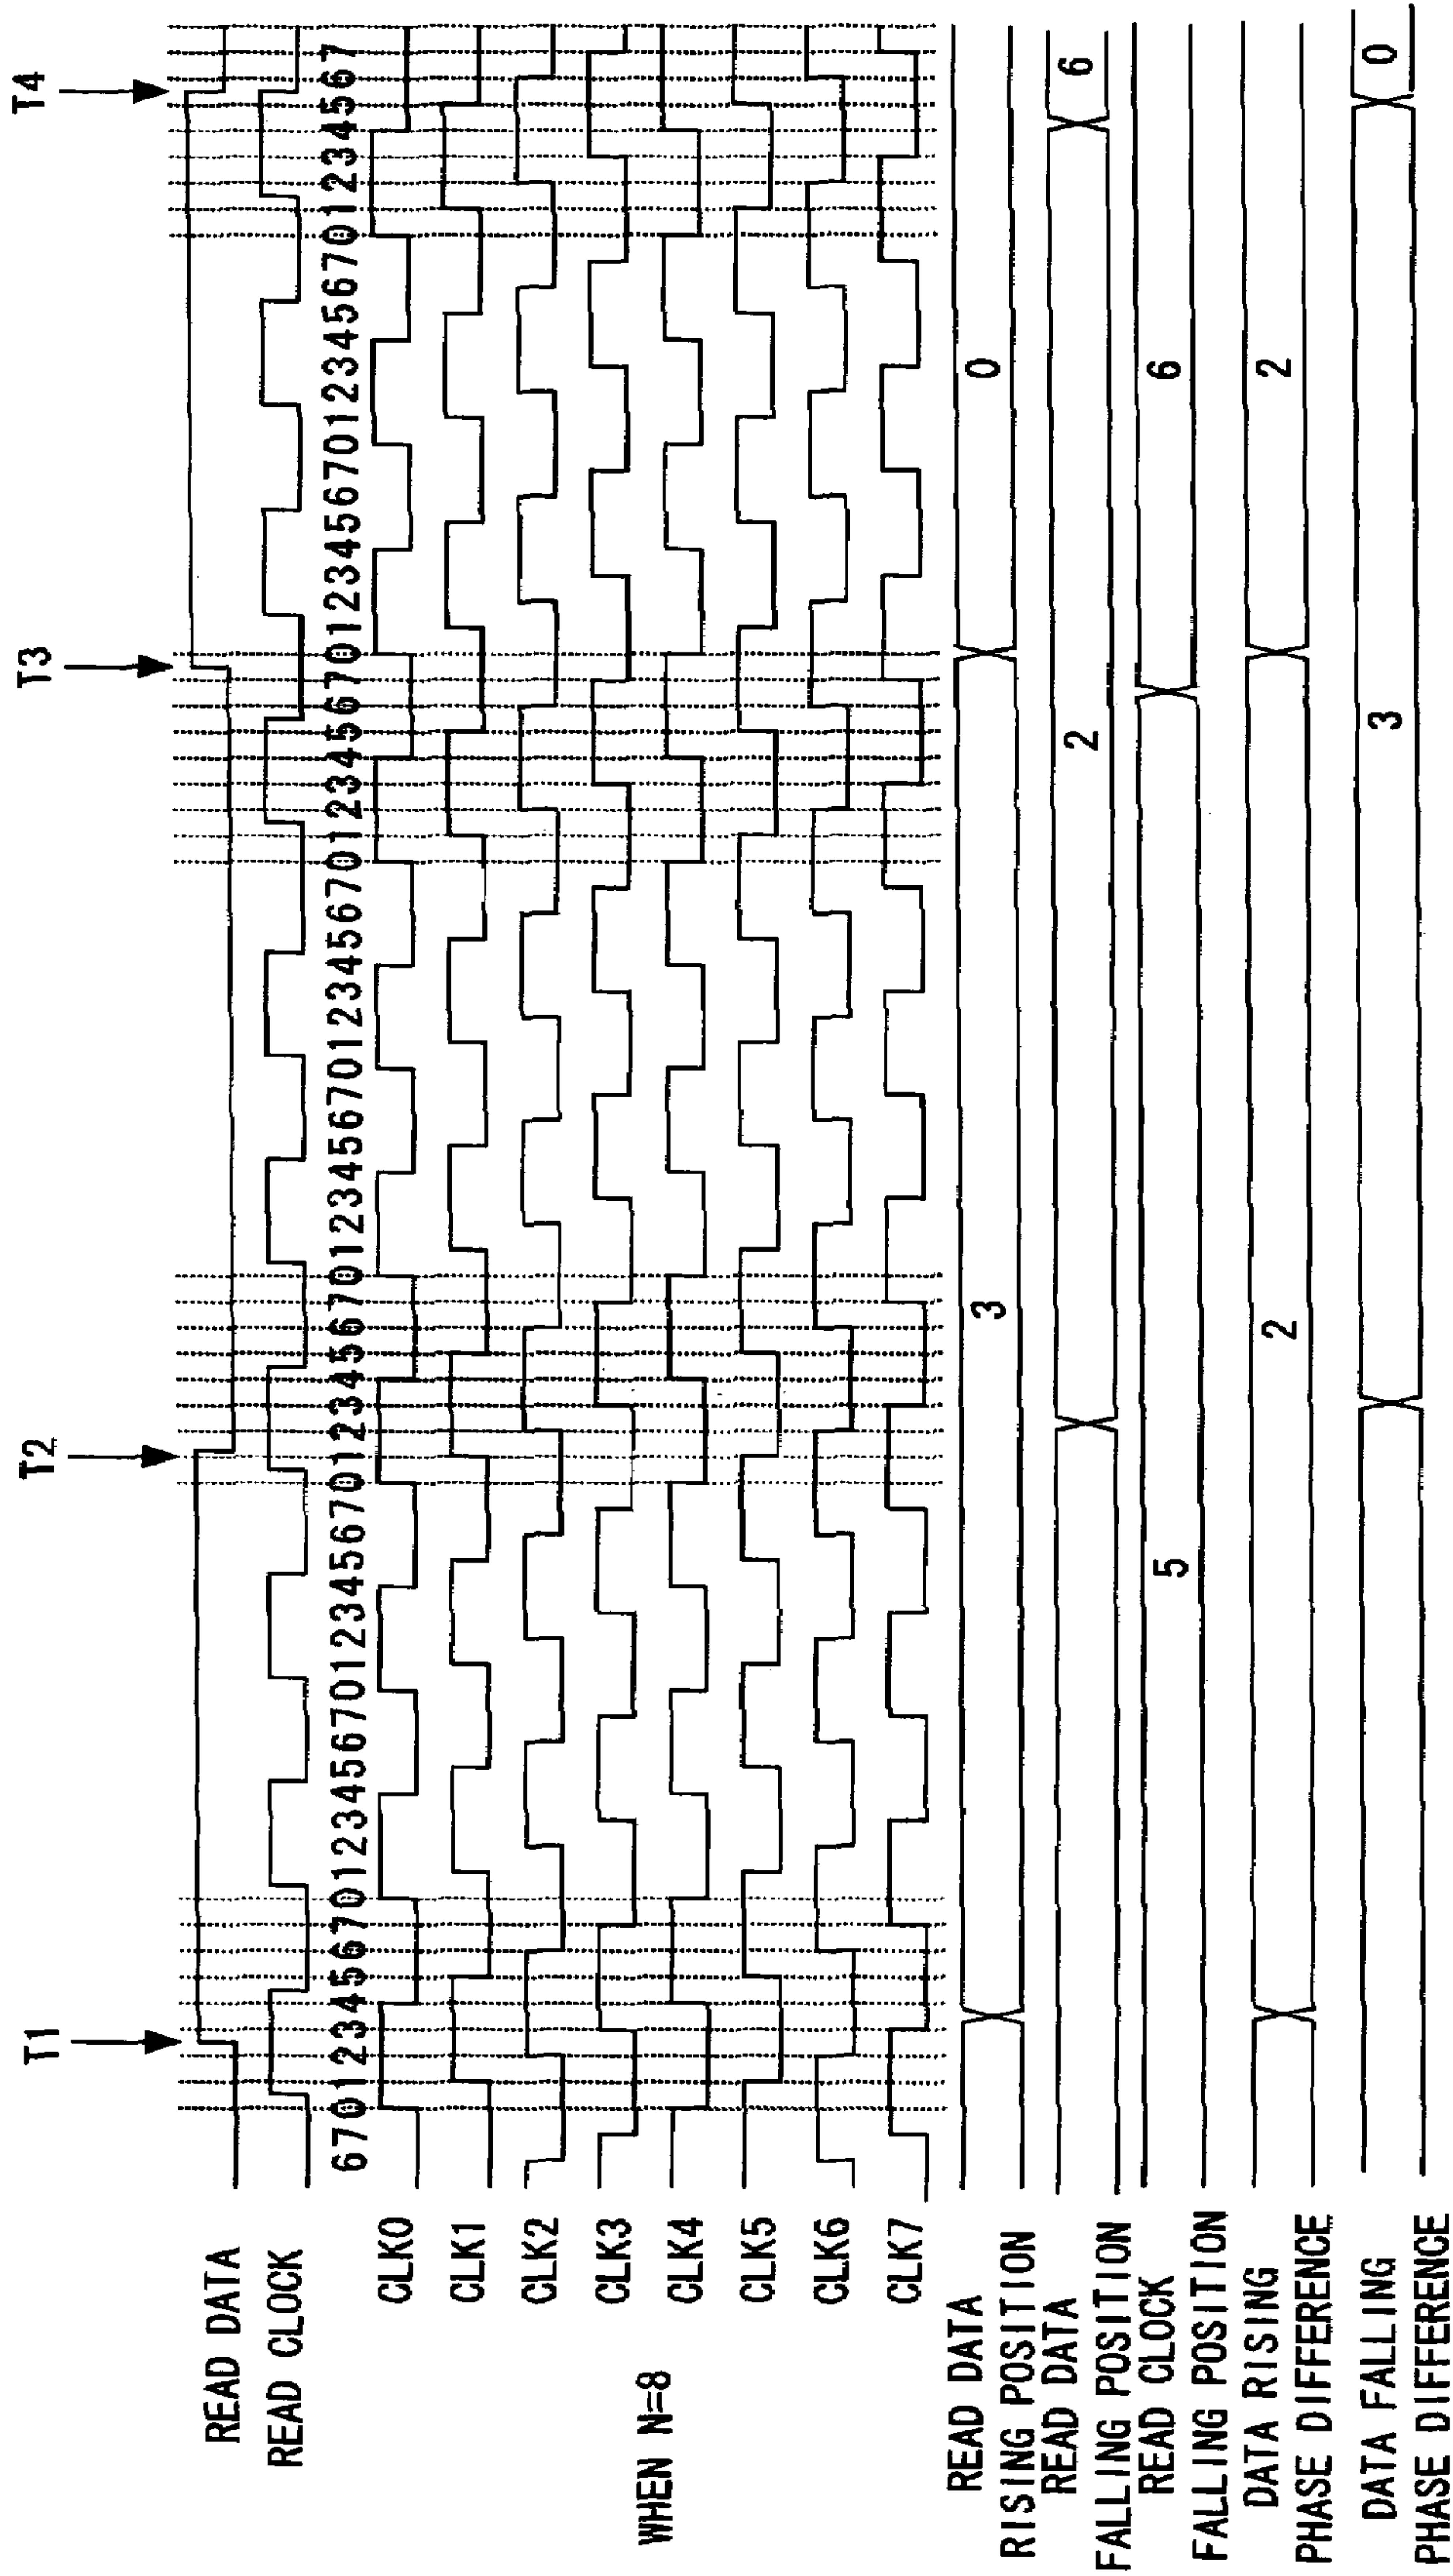 T1 T2 T3 T4
READ DATA
READ CLOCK
6701234567012345670123456701234567012345670123456701234567012345670123456701234567
CLK0
CLK1
CLK2
CLK3
WHEN N=8
CLK4
CLK5
CLK6
CLK7
READ DATA
RISING POSITION
3 0
READ DATA
FALLING POSITION
2 6
READ CLOCK
FALLING POSITION
5 6
DATA RISING
PHASE DIFFERENCE
2 2
DATA FALLING
PHASE DIFFERENCE
3 0